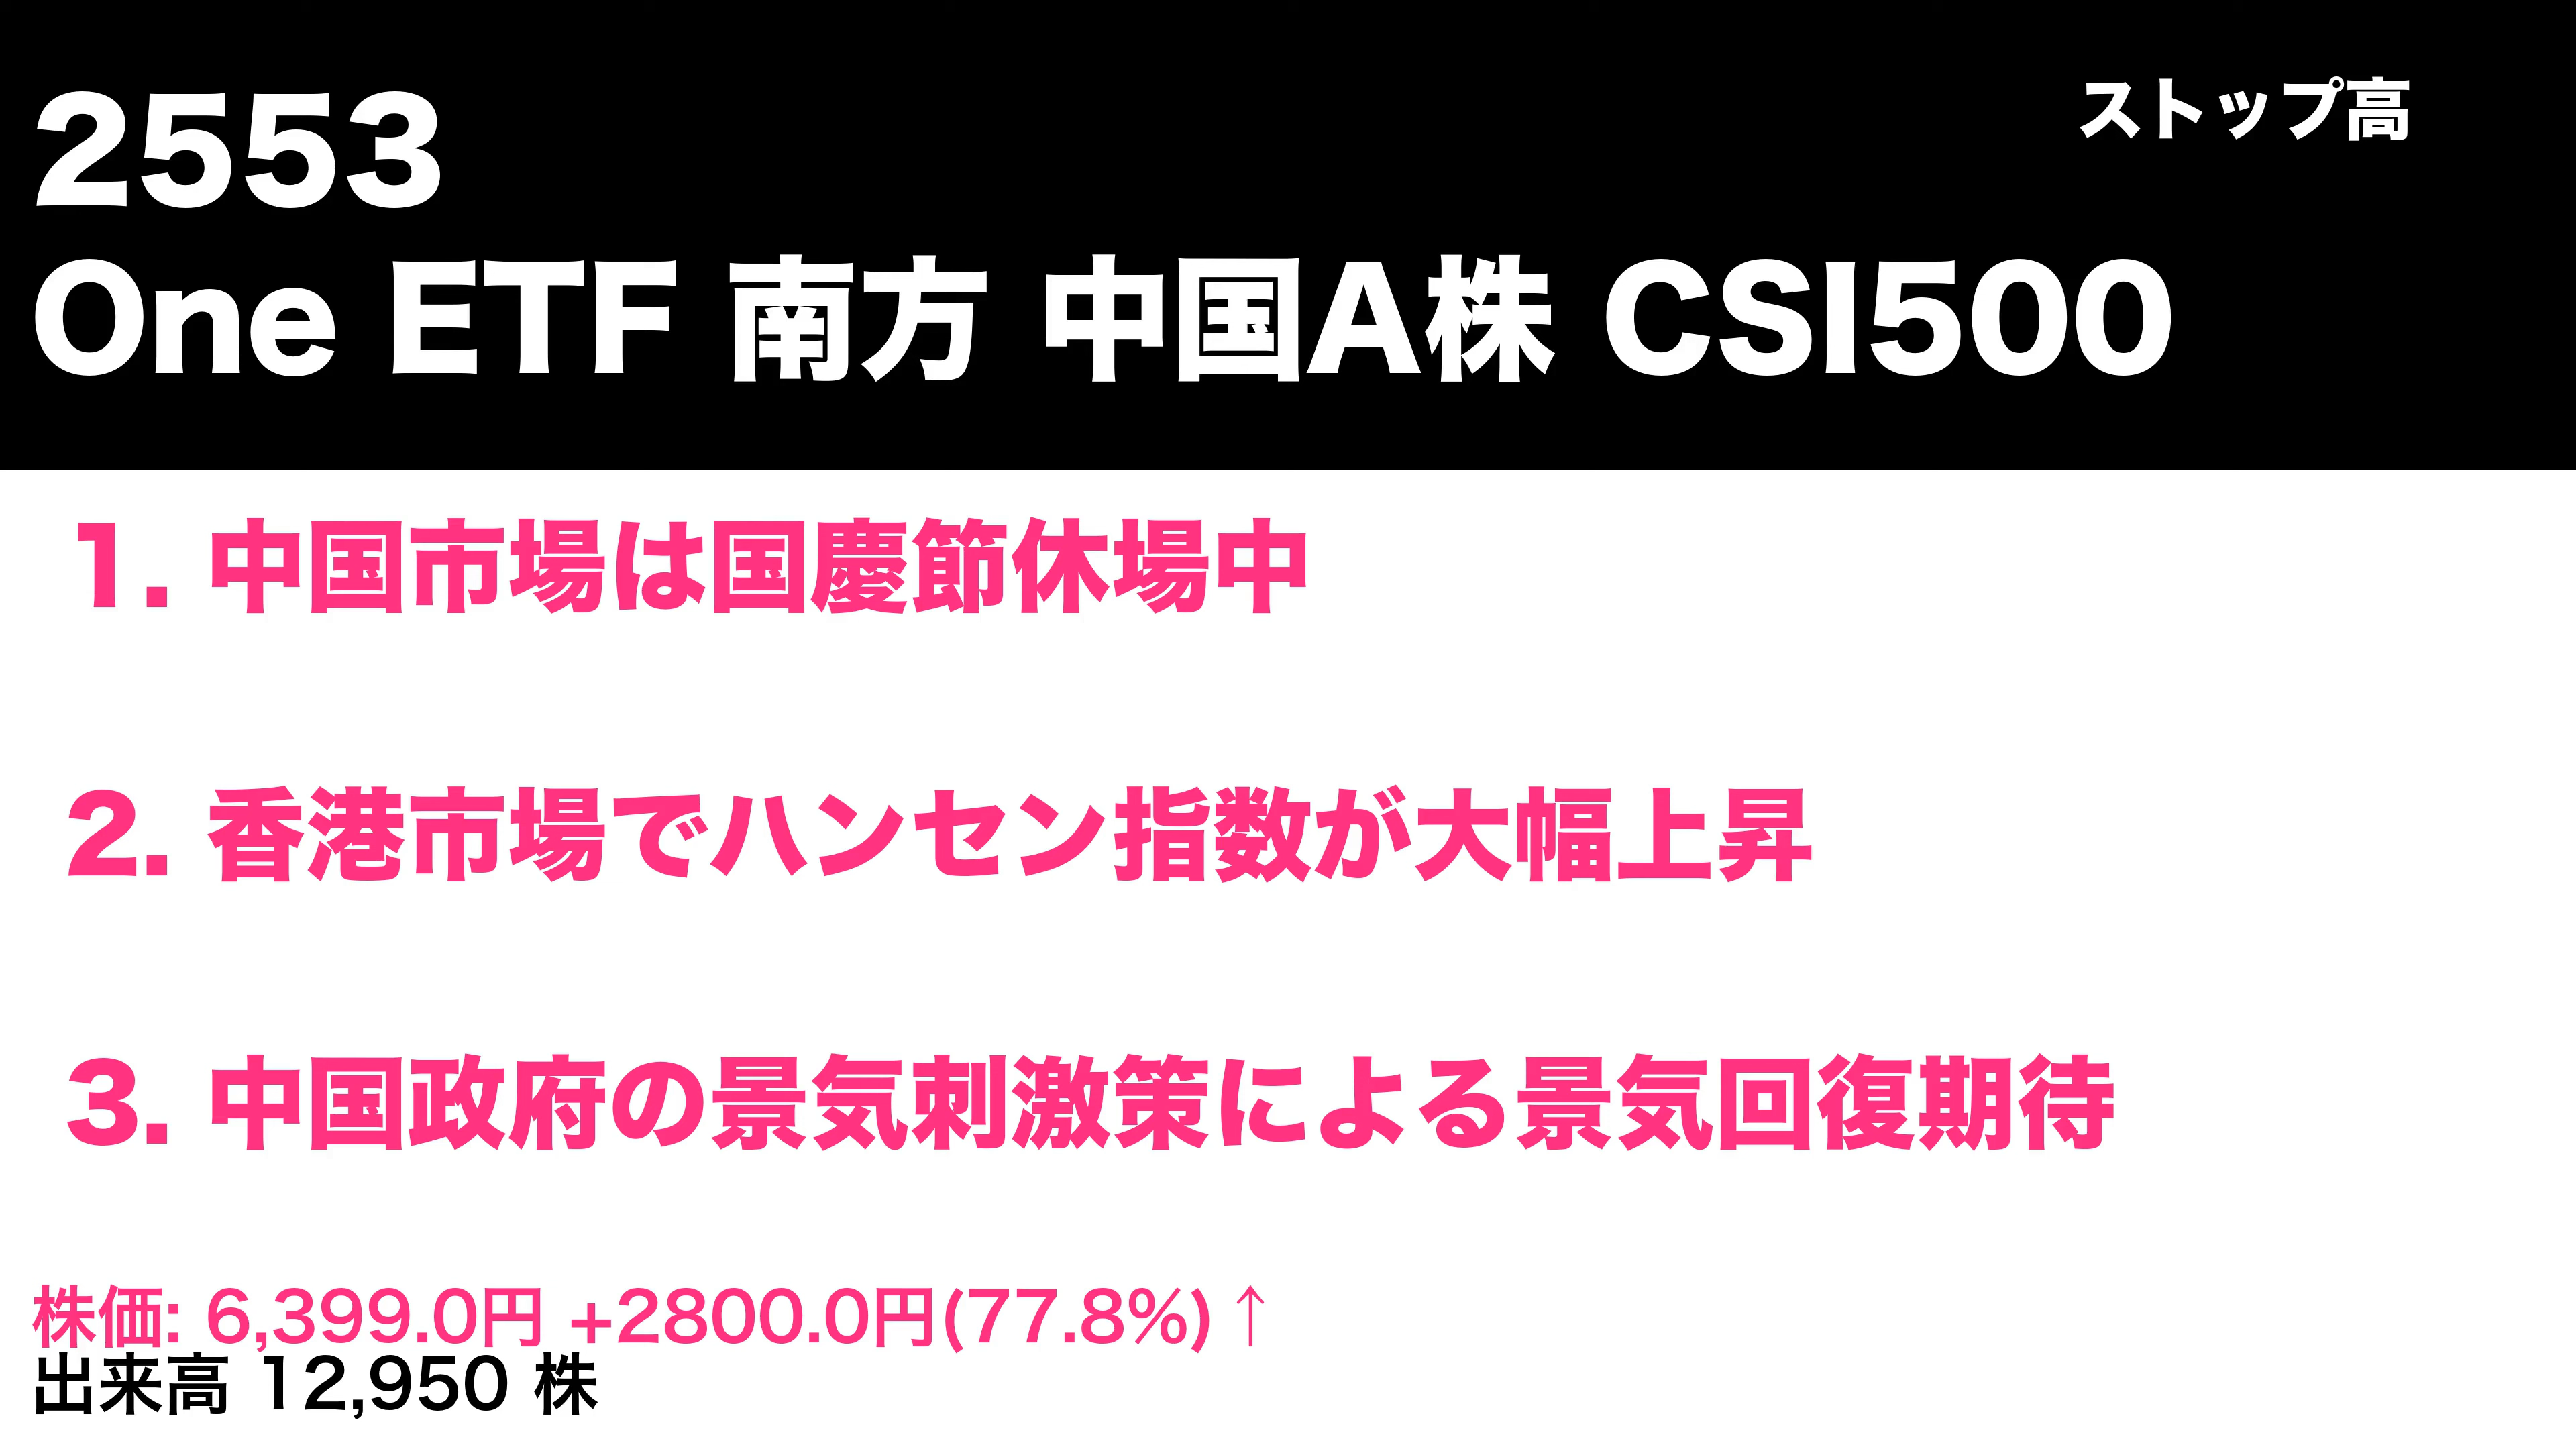 ストップ高
2553
One ETF 南方 中国A株 CSI500
1. 中国市場は国慶節休場中
2. 香港市場でハンセン指数が大幅上昇
3. 中国政府の景気刺激策による景気回復期待
株価: 6,399.0円 +2800.0円(77.8%)↑
出来高 12,950 株